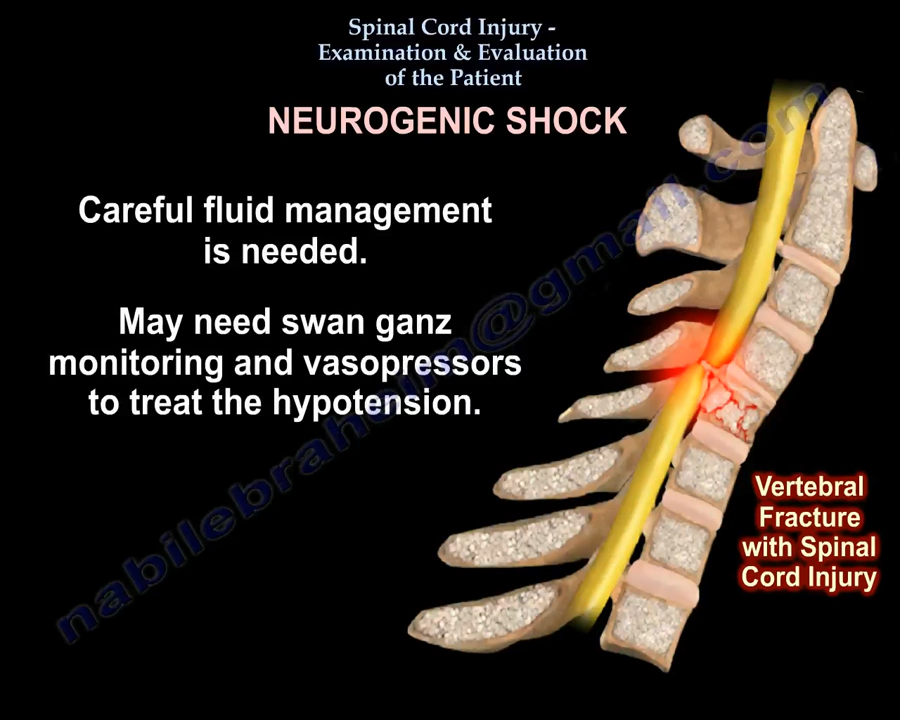 Spinal Cord Injury -
Examination & Evaluation
of the Patient
NEUROGENIC SHOCK
Careful fluid management
is needed.
May need swan ganz
monitoring and vasopressors
to treat the hypotension.
Vertebral
Fracture
with Spinal
Cord Injury
nabilebraheim@gmail.com